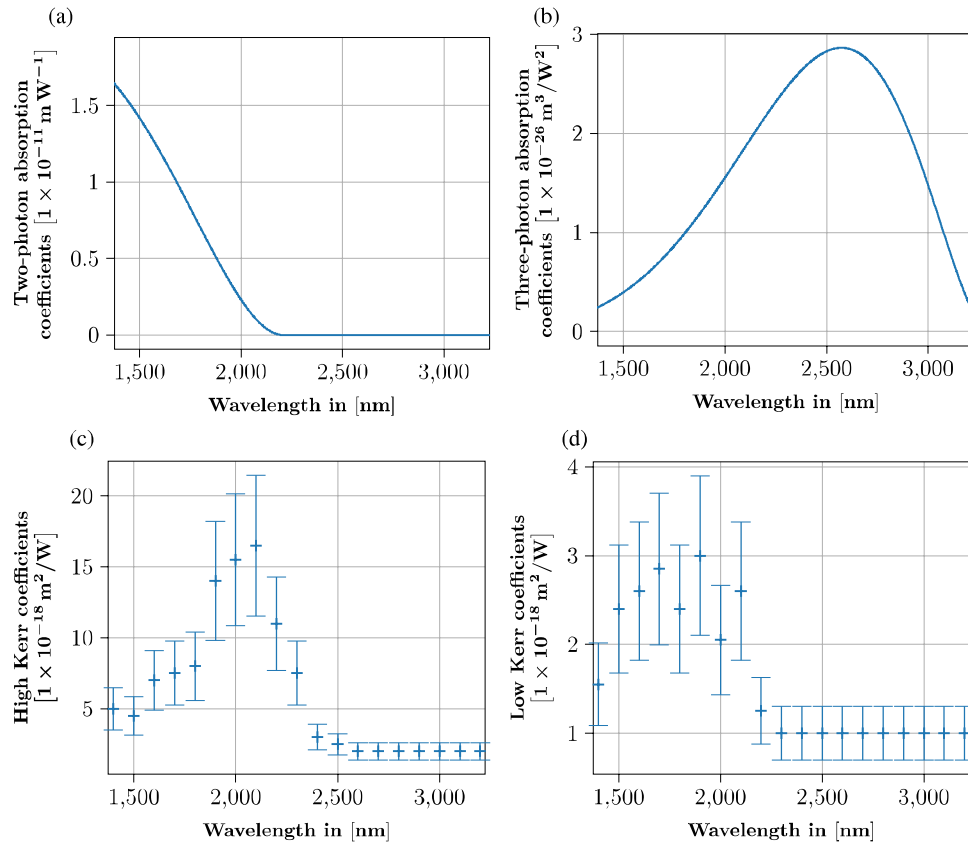 (a)
Two-photon absorption
coefficients [1 × 10⁻¹¹ m W⁻¹]
1.5
1
0.5
0
1,500 2,000 2,500 3,000
Wavelength in [nm]
(b)
Three-photon absorption
coefficients [1 × 10⁻²⁶ m³/W²]
3
2
1
0
1,500 2,000 2,500 3,000
Wavelength in [nm]
(c)
High Kerr coefficients
[1 × 10⁻¹⁸ m²/W]
20
15
10
5
1,500 2,000 2,500 3,000
Wavelength in [nm]
(d)
Low Kerr coefficients
[1 × 10⁻¹⁸ m²/W]
4
3
2
1
1,500 2,000 2,500 3,000
Wavelength in [nm]